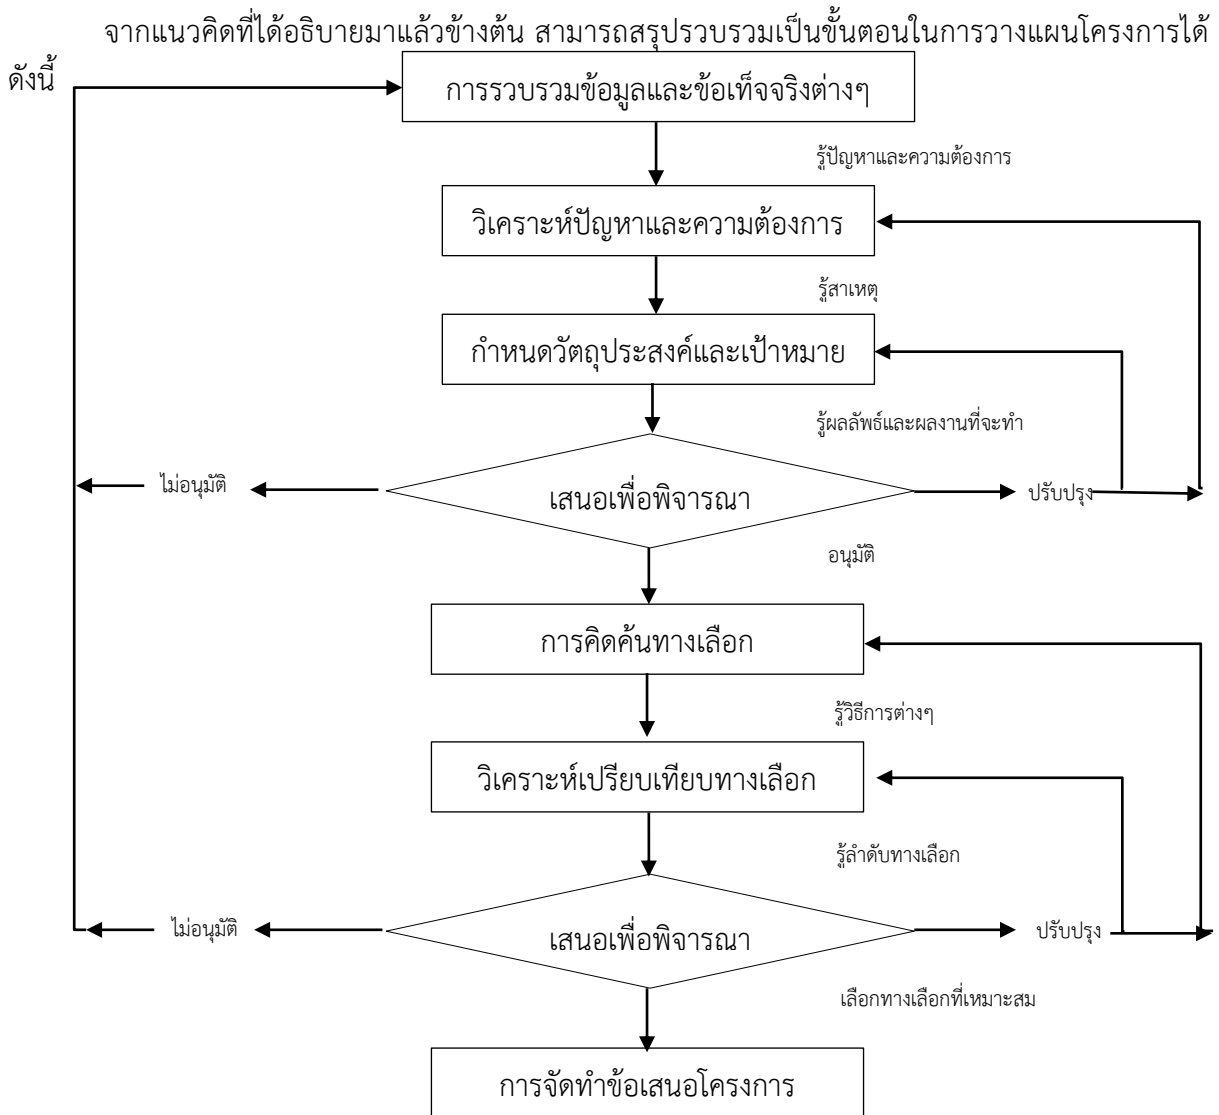 จากแนวคิดที่ได้อธิบายมาแล้วข้างต้น สามารถสรุปรวบรวมเป็นขั้นตอนในการวางแผนโครงการได้
ดังนี้
การรวบรวมข้อมูลและข้อเท็จจริงต่างๆ
รู้ปัญหาและความต้องการ
วิเคราะห์ปัญหาและความต้องการ
รู้สาเหตุ
กำหนดวัตถุประสงค์และเป้าหมาย
รู้ผลลัพธ์และผลงานที่จะทำ
ไม่อนุมัติ
เสนอเพื่อพิจารณา
ปรับปรุง
อนุมัติ
การคิดค้นทางเลือก
รู้วิธีการต่างๆ
วิเคราะห์เปรียบเทียบทางเลือก
รู้ลำดับทางเลือก
ไม่อนุมัติ
เสนอเพื่อพิจารณา
ปรับปรุง
เลือกทางเลือกที่เหมาะสม
การจัดทำข้อเสนอโครงการ